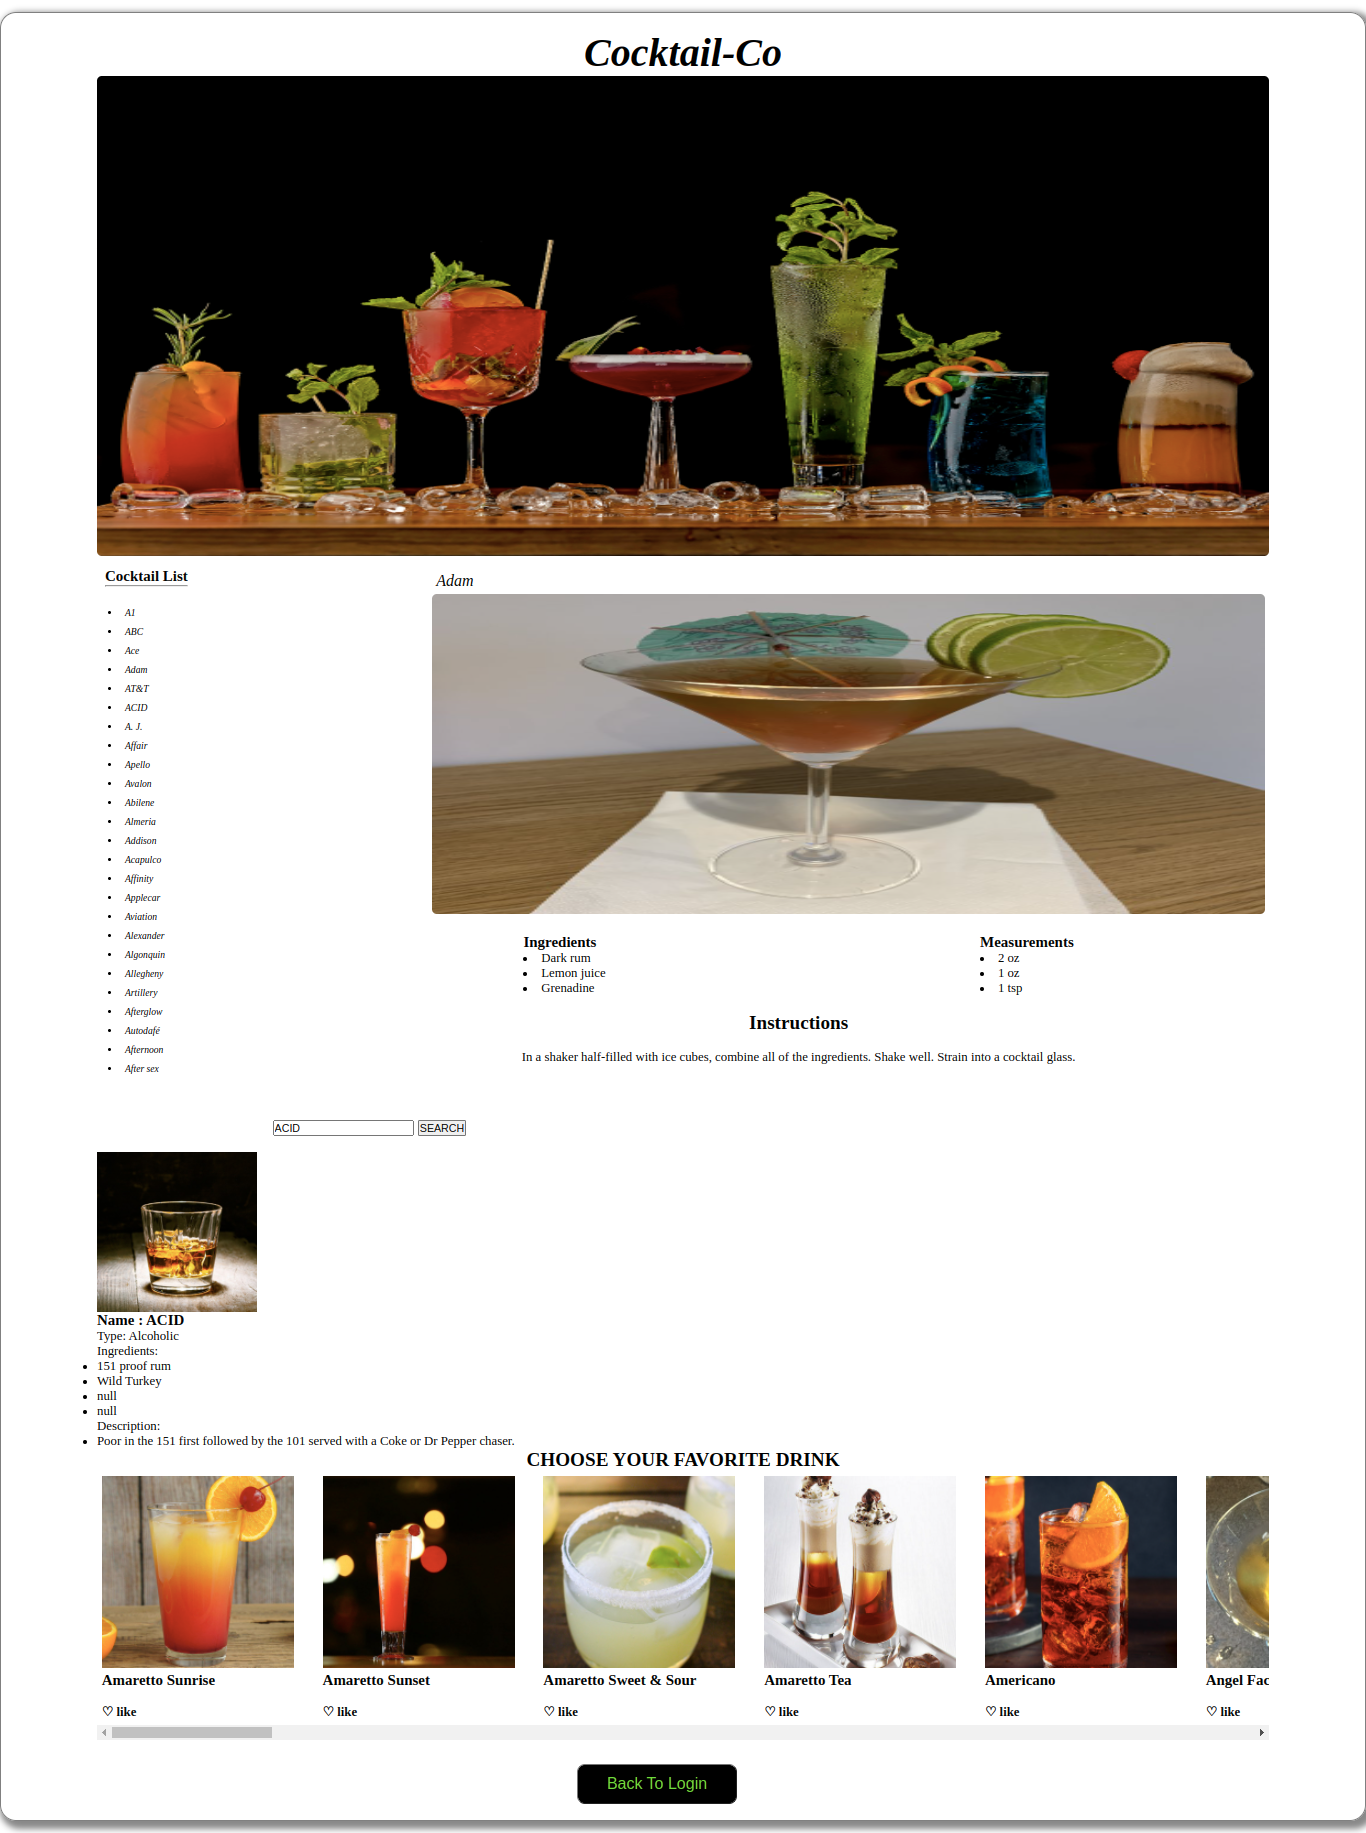 Cocktail-Co
Cocktail List
A1
ABC
Ace
Adam
AT&T
ACID
A. J.
Affair
Apello
Avalon
Abilene
Almeria
Addison
Acapulco
Affinity
Applecar
Aviation
Alexander
Algonquin
Allegheny
Artillery
Afterglow
Autodafé
Afternoon
After sex
Adam
Ingredients
Dark rum
Lemon juice
Grenadine
Measurements
2 oz
1 oz
1 tsp
Instructions
In a shaker half-filled with ice cubes, combine all of the ingredients. Shake well. Strain into a cocktail glass.
ACID SEARCH
Name : ACID
Type: Alcoholic
Ingredients:
151 proof rum
Wild Turkey
null
null
Description:
Poor in the 151 first followed by the 101 served with a Coke or Dr Pepper chaser.
CHOOSE YOUR FAVORITE DRINK
Amaretto Sunrise
♡ like
Amaretto Sunset
♡ like
Amaretto Sweet & Sour
♡ like
Amaretto Tea
♡ like
Americano
♡ like
Angel Fac
♡ like
Back To Login